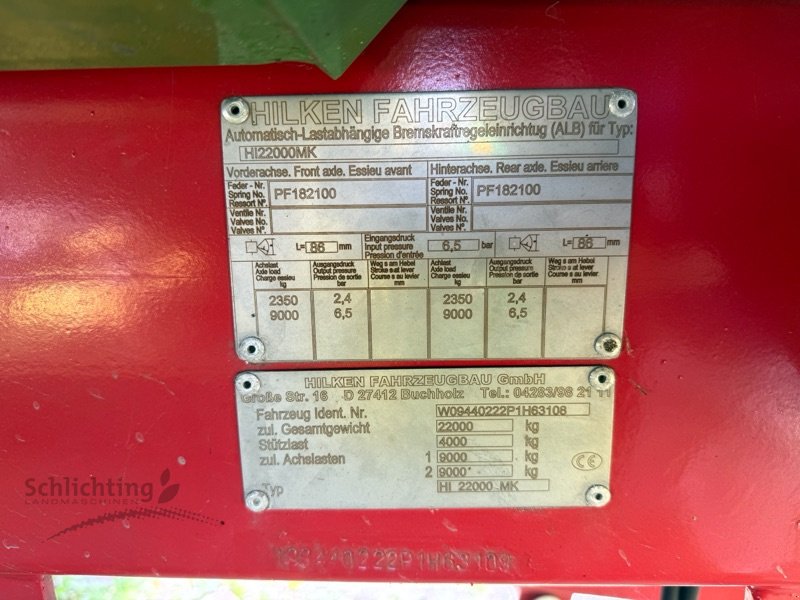 HILKEN FAHRZEUGBAU
Automatisch-Lastabhängige Bremskraftregeleinrichtug (ALB) für Typ:
HI22000MK
Vorderachse. Front axde. Essieu avant Hinterachse. Rear axde. Essieu arriere
Feder - Nr. Feder - Nr.
Spring No. PF182100 Spring No. PF182100
Ressort N°. Ressort N°.
Ventile Nr. Ventile Nr.
Valves No. Valves No.
Valves N°. Valves N°.
L= 86 mm Eingangsdruck Input pressure Pression d'entrée 6,5 bar L= 86 mm
Achslast Ausgangsdruck Weg s am Hebel Achslast Ausgangsdruck Weg s am Hebel
Axle load Output pressure Stroke s at lever Axle load Output pressure Stroke s at lever
Charge essieu Pression de sortie Course s au levier Charge essieu Pression de sortie Course s au levier
kg bar mm kg bar mm
2350 2,4 2350 2,4
9000 6,5 9000 6,5
HILKEN FAHRZEUGBAU GmbH
Große Str. 16 D 27412 Buchholz Tel.: 04283/98 21 11
Fahrzeug Ident. Nr. W09440222P1H63108
zul. Gesamtgewicht 22000 kg
Stützlast 4000 kg
zul. Achslasten 1 9000 kg
2 9000 kg
CE
Typ HI 22000 MK
Schlichting
LANDMASCHINEN